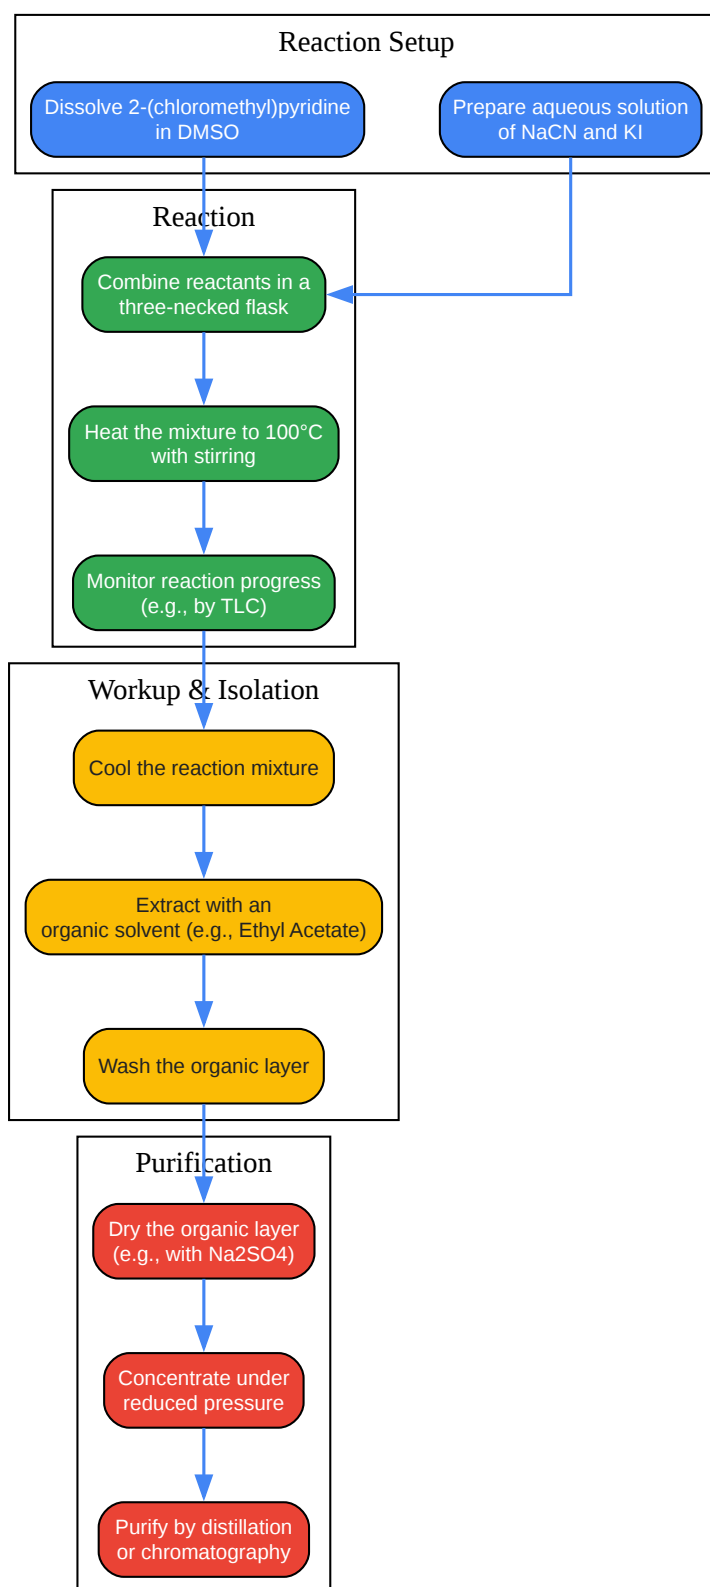 Reaction Setup
Dissolve 2-(chloromethyl)pyridine
in DMSO
Prepare aqueous solution
of NaCN and KI
Reaction
Combine reactants in a
three-necked flask
Heat the mixture to 100°C
with stirring
Monitor reaction progress
(e.g., by TLC)
Workup & Isolation
Cool the reaction mixture
Extract with an
organic solvent (e.g., Ethyl Acetate)
Wash the organic layer
Purification
Dry the organic layer
(e.g., with Na2SO4)
Concentrate under
reduced pressure
Purify by distillation
or chromatography